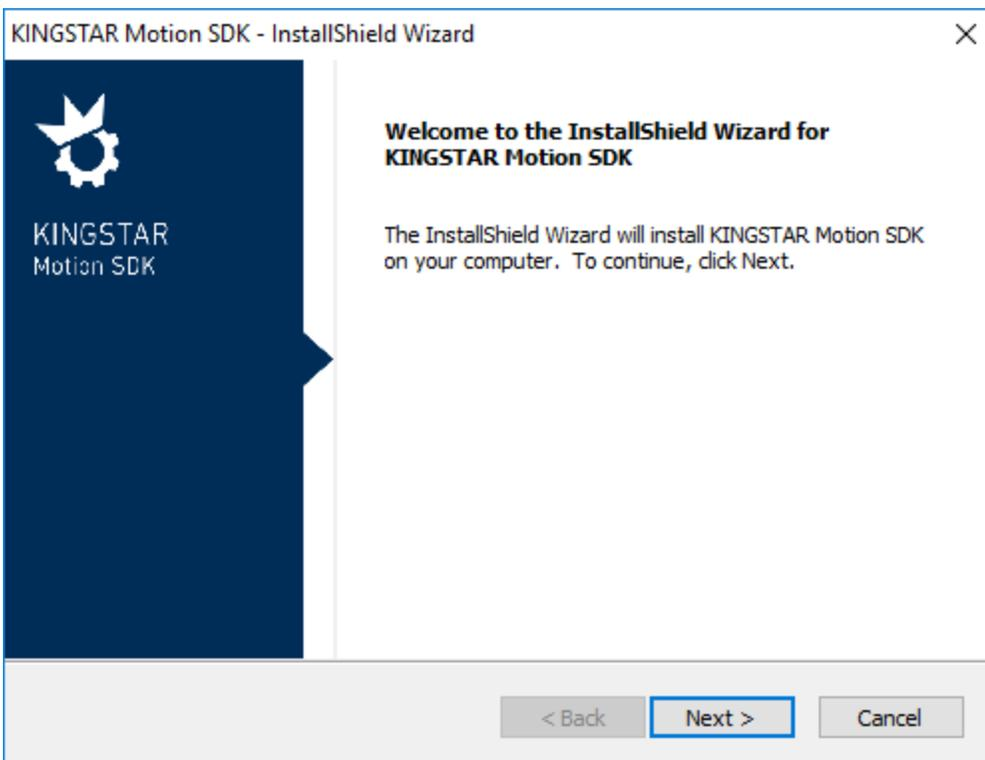 KINGSTAR Motion SDK - InstallShield Wizard
KINGSTAR
Motion SDK
Welcome to the InstallShield Wizard for
KINGSTAR Motion SDK
The InstallShield Wizard will install KINGSTAR Motion SDK
on your computer.  To continue, click Next.
< Back
Next >
Cancel